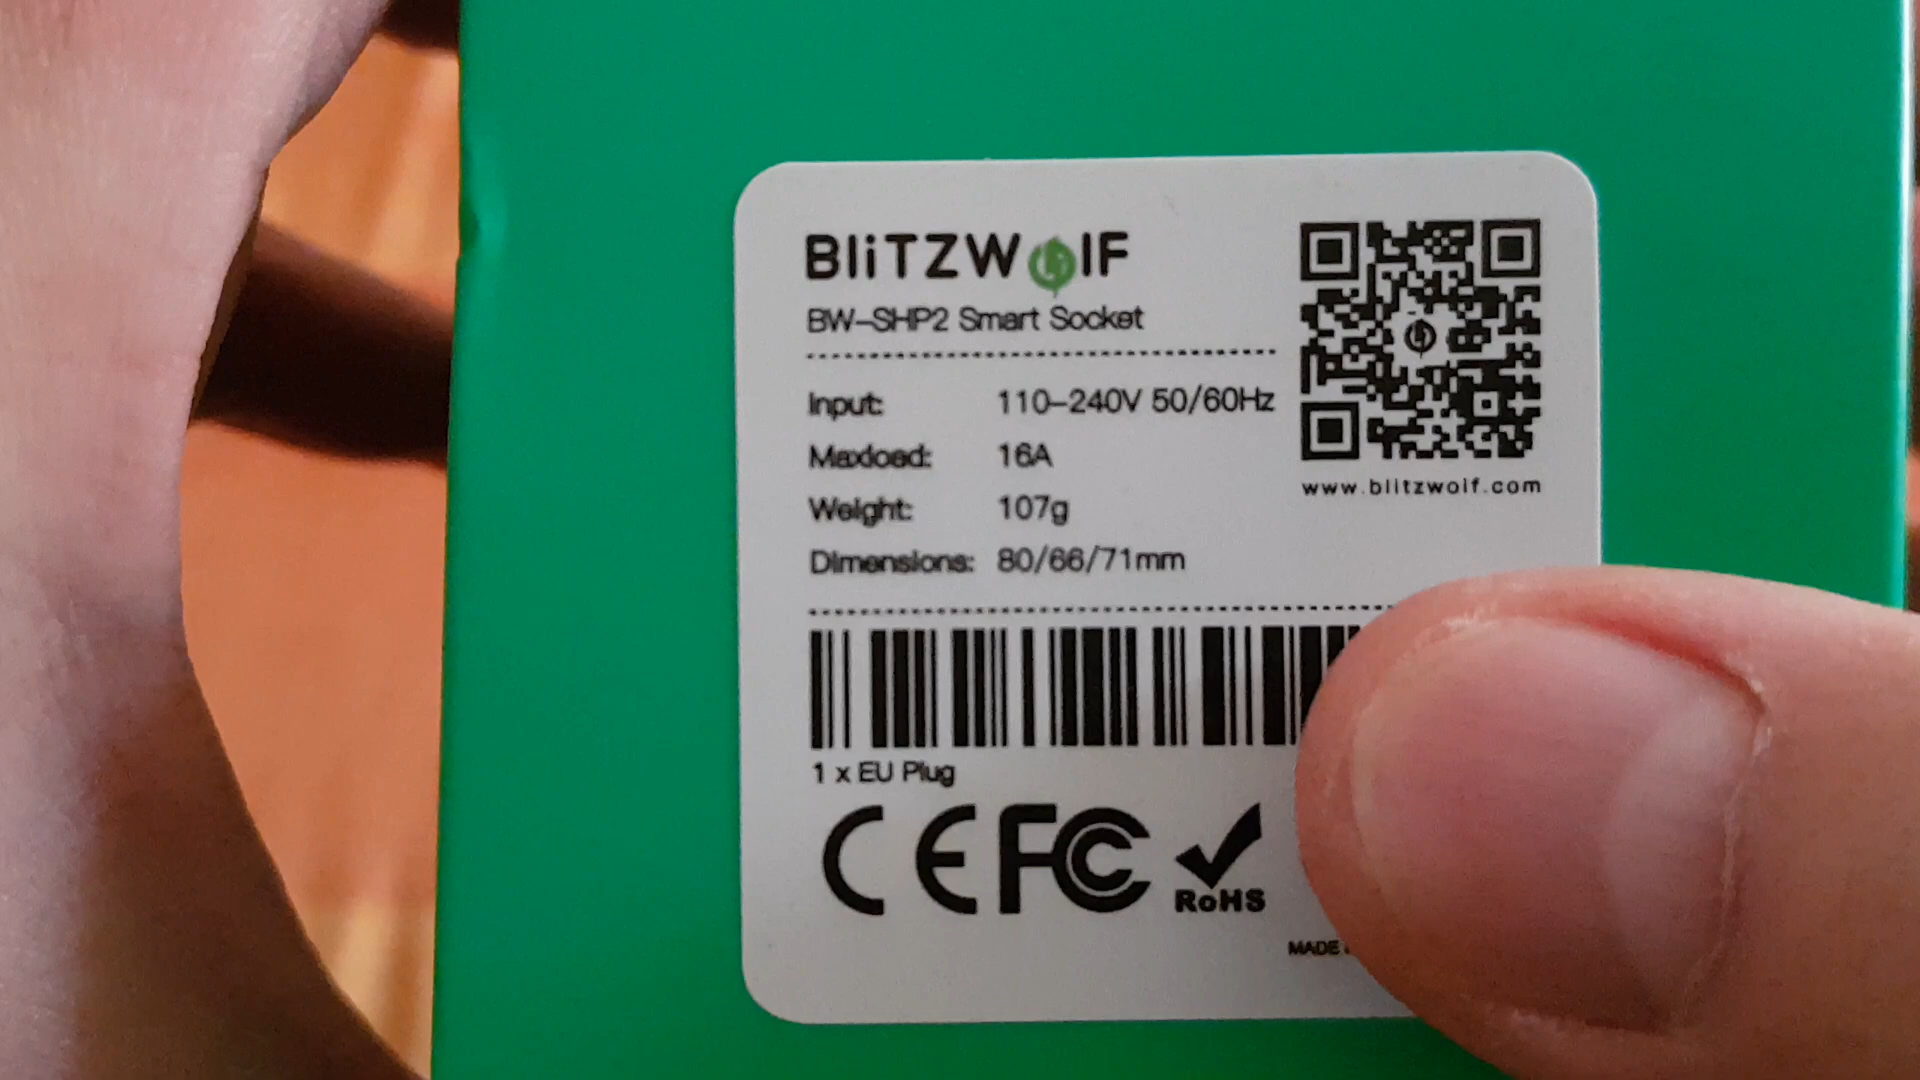 BliTZWOlF
BW-SHP2 Smart Socket
Input: 110-240V 50/60Hz
Maxload: 16A
Weight: 107g
Dimensions: 80/66/71mm
www.blitzwolf.com
1 x EU Plug
CE FC RoHS
MADE